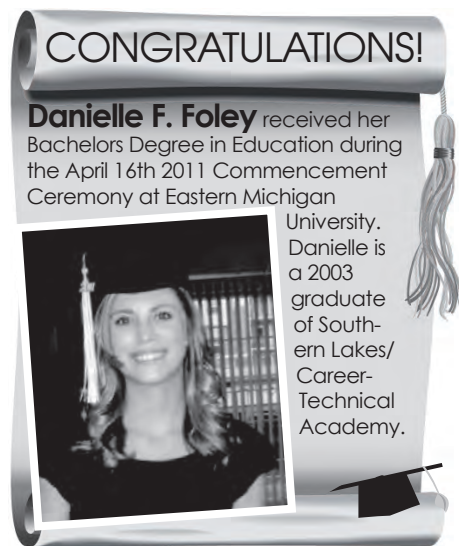 CONGRATULATIONS!
Danielle F. Foley received her
Bachelors Degree in Education during
the April 16th 2011 Commencement
Ceremony at Eastern Michigan
University.
Danielle is
a 2003
graduate
of South-
ern Lakes/
Career-
Technical
Academy.